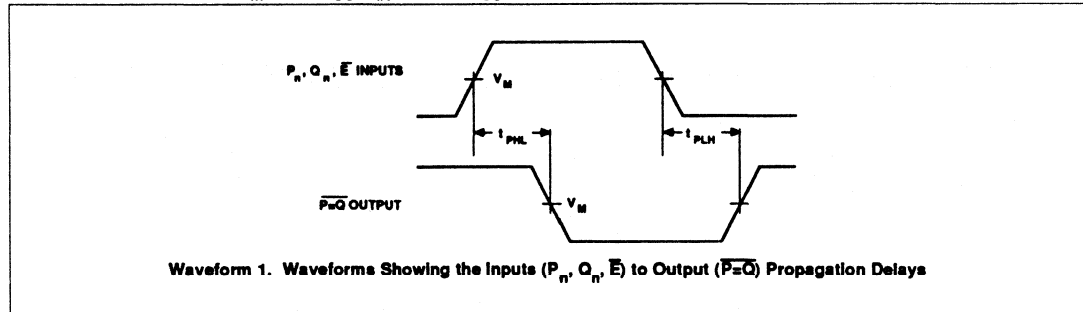 Pn, Qn, E̅ INPUTS
VM
tPHL
tPLH
P̅=̅Q̅ OUTPUT
VM
Waveform 1. Waveforms Showing the Inputs (Pn, Qn, E̅) to Output (P̅=̅Q̅) Propagation Delays